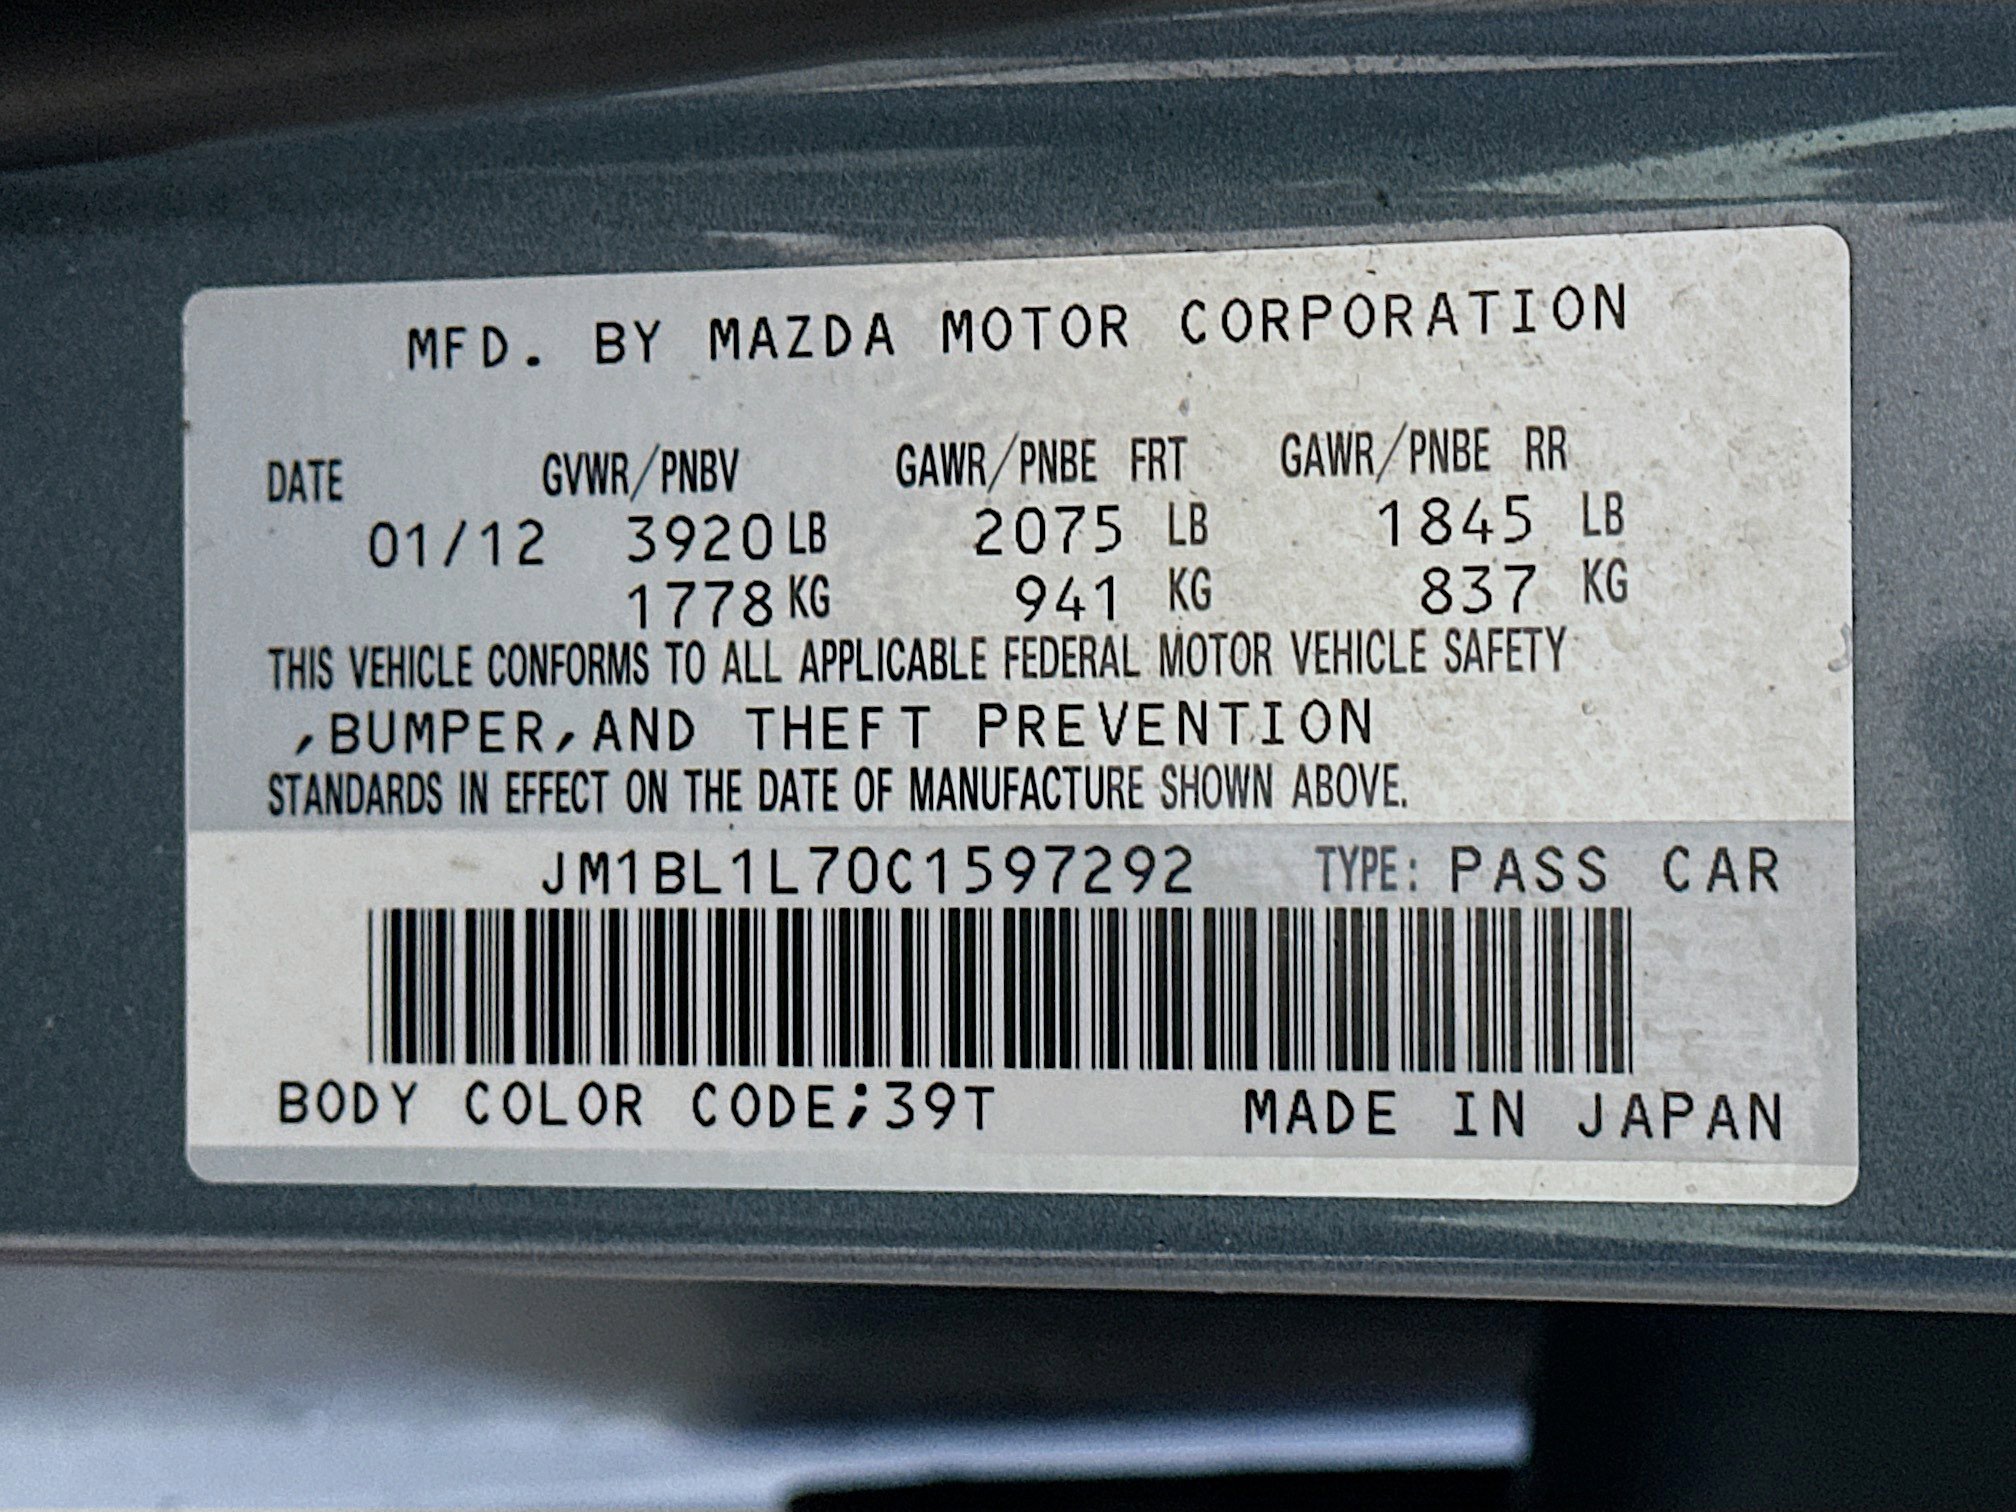 MFD. BY MAZDA MOTOR CORPORATION
DATE GVWR/PNBV GAWR/PNBE FRT GAWR/PNBE RR
01/12 3920 LB 2075 LB 1845 LB
1778 KG 941 KG 837 KG
THIS VEHICLE CONFORMS TO ALL APPLICABLE FEDERAL MOTOR VEHICLE SAFETY
,BUMPER,AND THEFT PREVENTION
STANDARDS IN EFFECT ON THE DATE OF MANUFACTURE SHOWN ABOVE.
JM1BL1L70C1597292 TYPE: PASS CAR
BODY COLOR CODE;39T MADE IN JAPAN